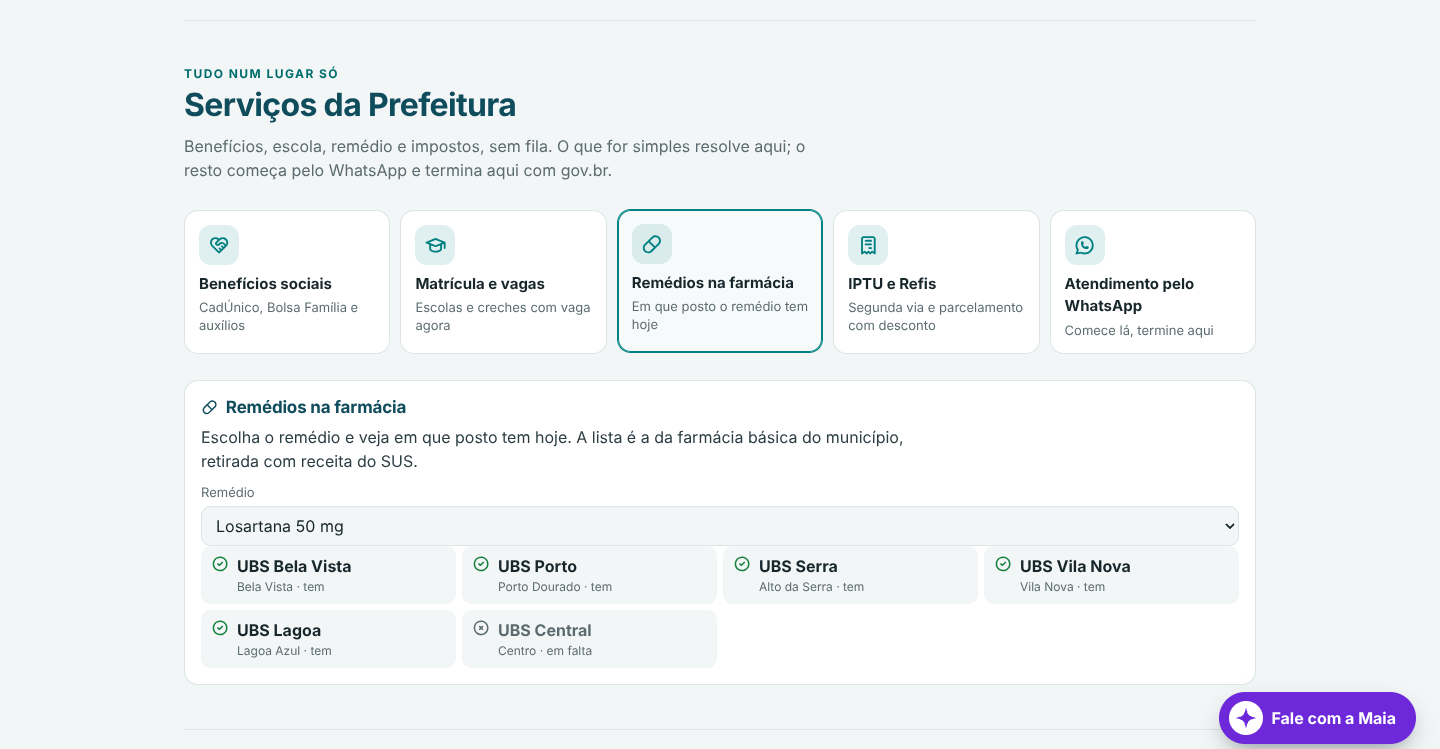 TUDO NUM LUGAR SÓ
Serviços da Prefeitura
Benefícios, escola, remédio e impostos, sem fila. O que for simples resolve aqui; o
resto começa pelo WhatsApp e termina aqui com gov.br.
Benefícios sociais
CadÚnico, Bolsa Família e
auxílios
Matrícula e vagas
Escolas e creches com vaga
agora
Remédios na farmácia
Em que posto o remédio tem
hoje
IPTU e Refis
Segunda via e parcelamento
com desconto
Atendimento pelo
WhatsApp
Comece lá, termine aqui
Remédios na farmácia
Escolha o remédio e veja em que posto tem hoje. A lista é a da farmácia básica do município,
retirada com receita do SUS.
Remédio
Losartana 50 mg
UBS Bela Vista
Bela Vista · tem
UBS Porto
Porto Dourado · tem
UBS Serra
Alto da Serra · tem
UBS Vila Nova
Vila Nova · tem
UBS Lagoa
Lagoa Azul · tem
UBS Central
Centro · em falta
Fale com a Maia